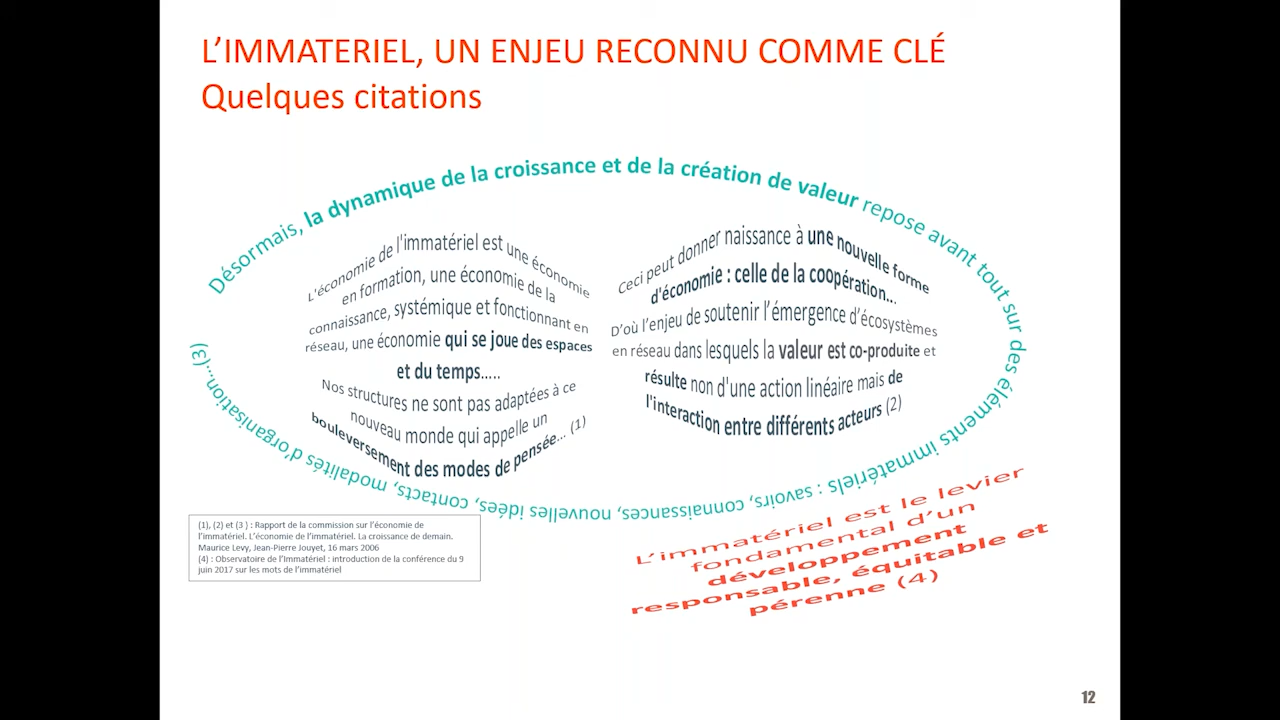 L’IMMATERIEL, UN ENJEU RECONNU COMME CLÉ
Quelques citations
Désormais, la dynamique de la croissance et de la création de valeur repose avant tout sur des éléments immatériels : savoirs, connaissances, nouvelles idées, contacts, modalités d’organisation...(3)
L'économie de l'immatériel est une économie
en formation, une économie de la
connaissance, systémique et fonctionnant en
réseau, une économie qui se joue des espaces
et du temps.....
Nos structures ne sont pas adaptées à ce
nouveau monde qui appelle un
bouleversement des modes de pensée... (1)
Ceci peut donner naissance à une nouvelle forme
d'économie : celle de la coopération...
D’où l’enjeu de soutenir l’émergence d’écosystèmes
en réseau dans lesquels la valeur est co-produite et
résulte non d'une action linéaire mais de
l'interaction entre différents acteurs (2)
L’immatériel est le levier
fondamental d’un
développement
responsable, équitable et
pérenne (4)
(1), (2) et (3 ) : Rapport de la commission sur l’économie de
l’immatériel. L’économie de l’immatériel. La croissance de demain.
Maurice Levy, Jean-Pierre Jouyet, 16 mars 2006
(4) : Observatoire de l’Immatériel : introduction de la conférence du 9
juin 2017 sur les mots de l’immatériel
12